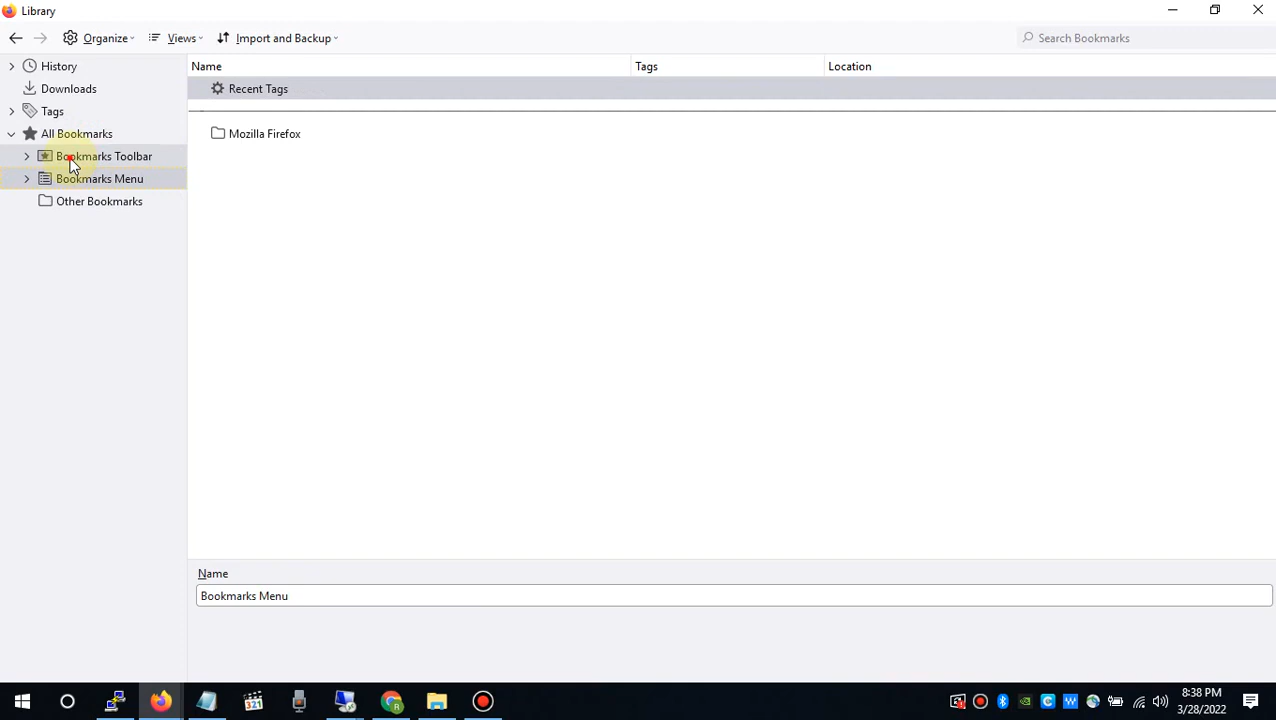 Library
Organize
Views
Import and Backup
Search Bookmarks
History
Downloads
Tags
All Bookmarks
Bookmarks Toolbar
Bookmarks Menu
Other Bookmarks
Name Tags Location
Recent Tags
Mozilla Firefox
Name
Bookmarks Menu
321
R
8:38 PM
3/28/2022